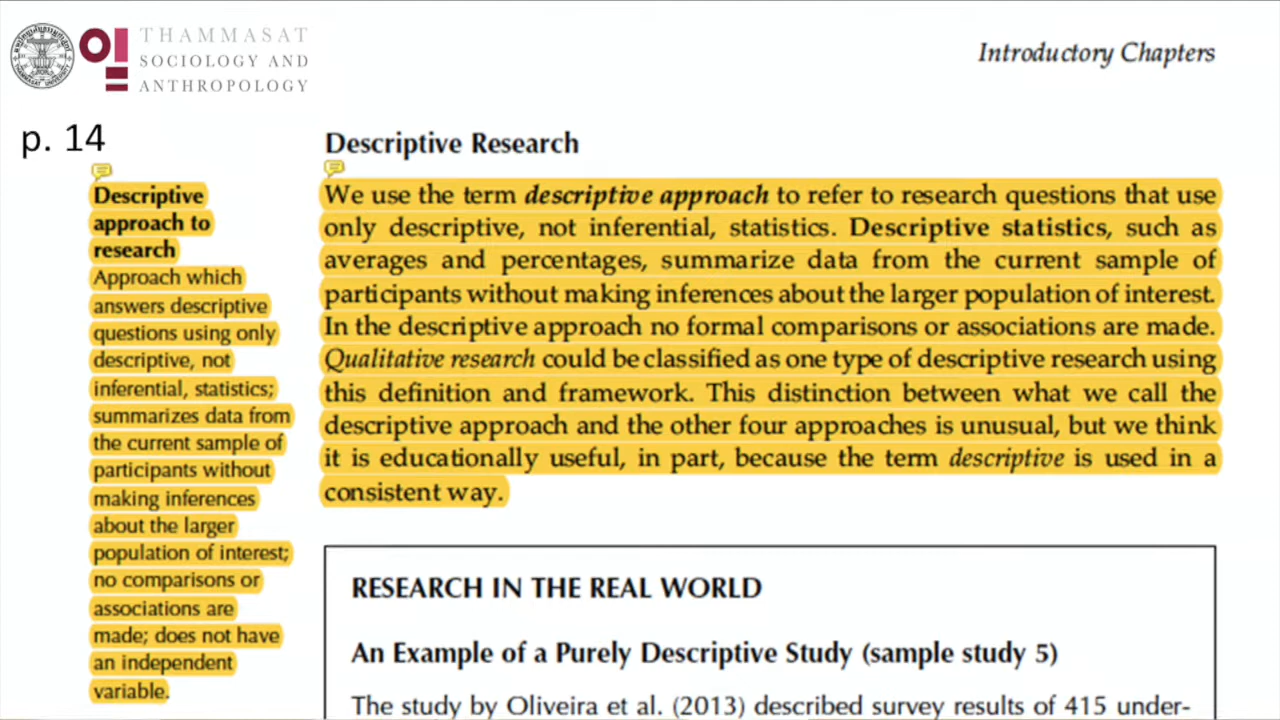 THAMMASAT
SOCIOLOGY AND
ANTHROPOLOGY
Introductory Chapters
p. 14
Descriptive
approach to
research
Approach which
answers descriptive
questions using only
descriptive, not
inferential, statistics;
summarizes data from
the current sample of
participants without
making inferences
about the larger
population of interest;
no comparisons or
associations are
made; does not have
an independent
variable.
Descriptive Research
We use the term descriptive approach to refer to research questions that use
only descriptive, not inferential, statistics. Descriptive statistics, such as
averages and percentages, summarize data from the current sample of
participants without making inferences about the larger population of interest.
In the descriptive approach no formal comparisons or associations are made.
Qualitative research could be classified as one type of descriptive research using
this definition and framework. This distinction between what we call the
descriptive approach and the other four approaches is unusual, but we think
it is educationally useful, in part, because the term descriptive is used in a
consistent way.
RESEARCH IN THE REAL WORLD
An Example of a Purely Descriptive Study (sample study 5)
The study by Oliveira et al. (2013) described survey results of 415 under-